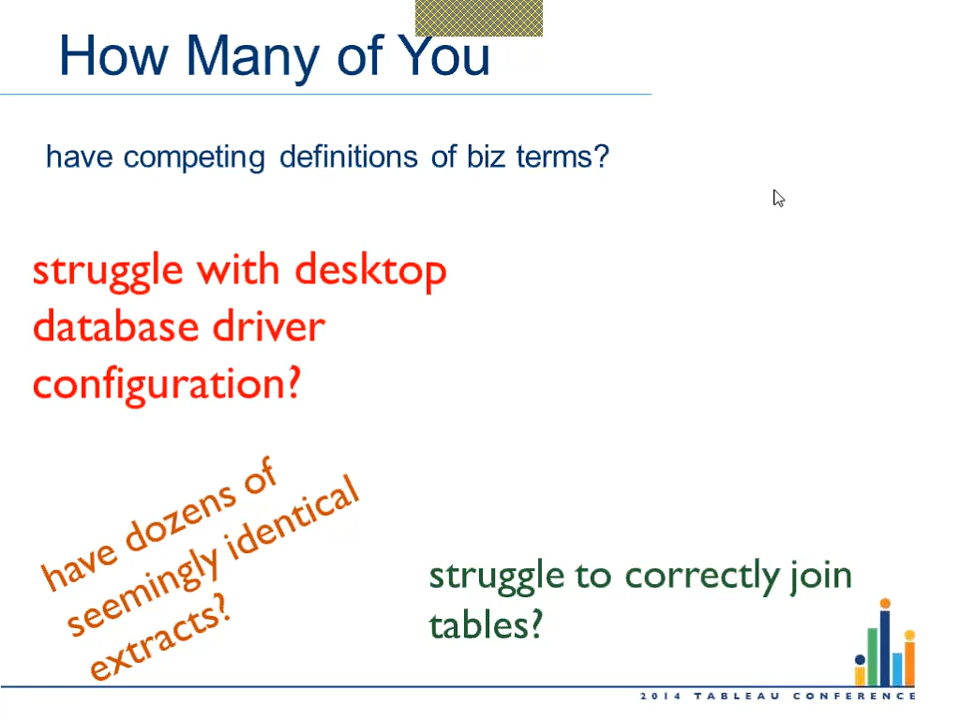 How Many of You
have competing definitions of biz terms?
struggle with desktop
database driver
configuration?
have dozens of
seemingly identical
extracts?
struggle to correctly join
tables?
2014 TABLEAU CONFERENCE